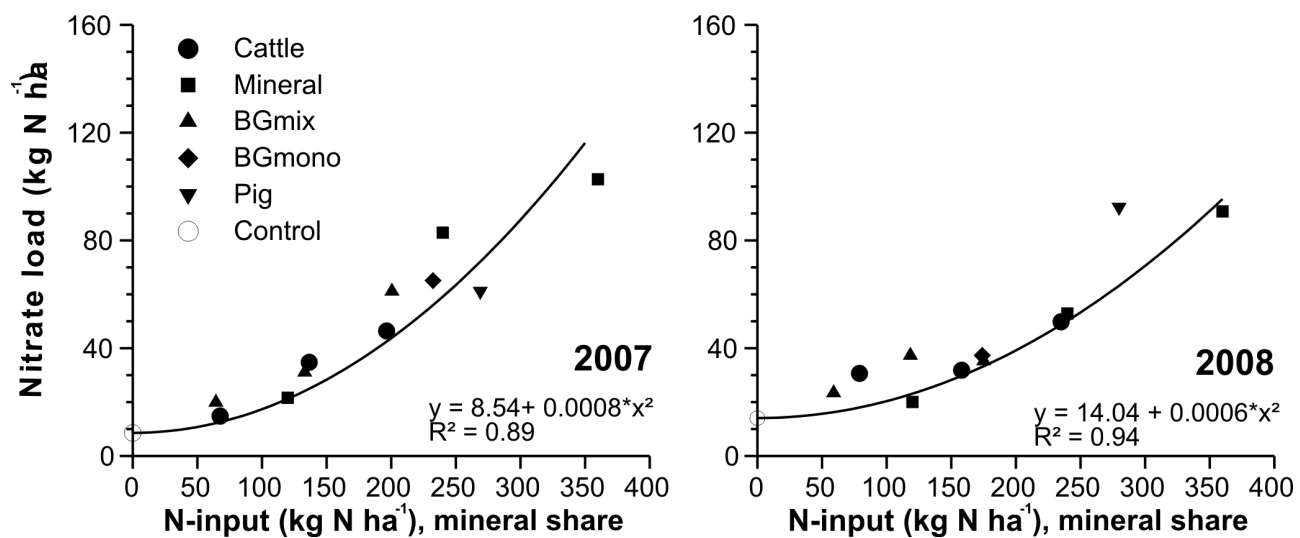 Nitrate load (kg N ha⁻¹)
160
120
80
40
0
Cattle
Mineral
BGmix
BGmono
Pig
Control
2007
y = 8.54+ 0.0008*x²
R² = 0.89
0 50 100 150 200 250 300 350 400
N-input (kg N ha⁻¹), mineral share
160
120
80
40
0
2008
y = 14.04 + 0.0006*x²
R² = 0.94
0 50 100 150 200 250 300 350 400
N-input (kg N ha⁻¹), mineral share